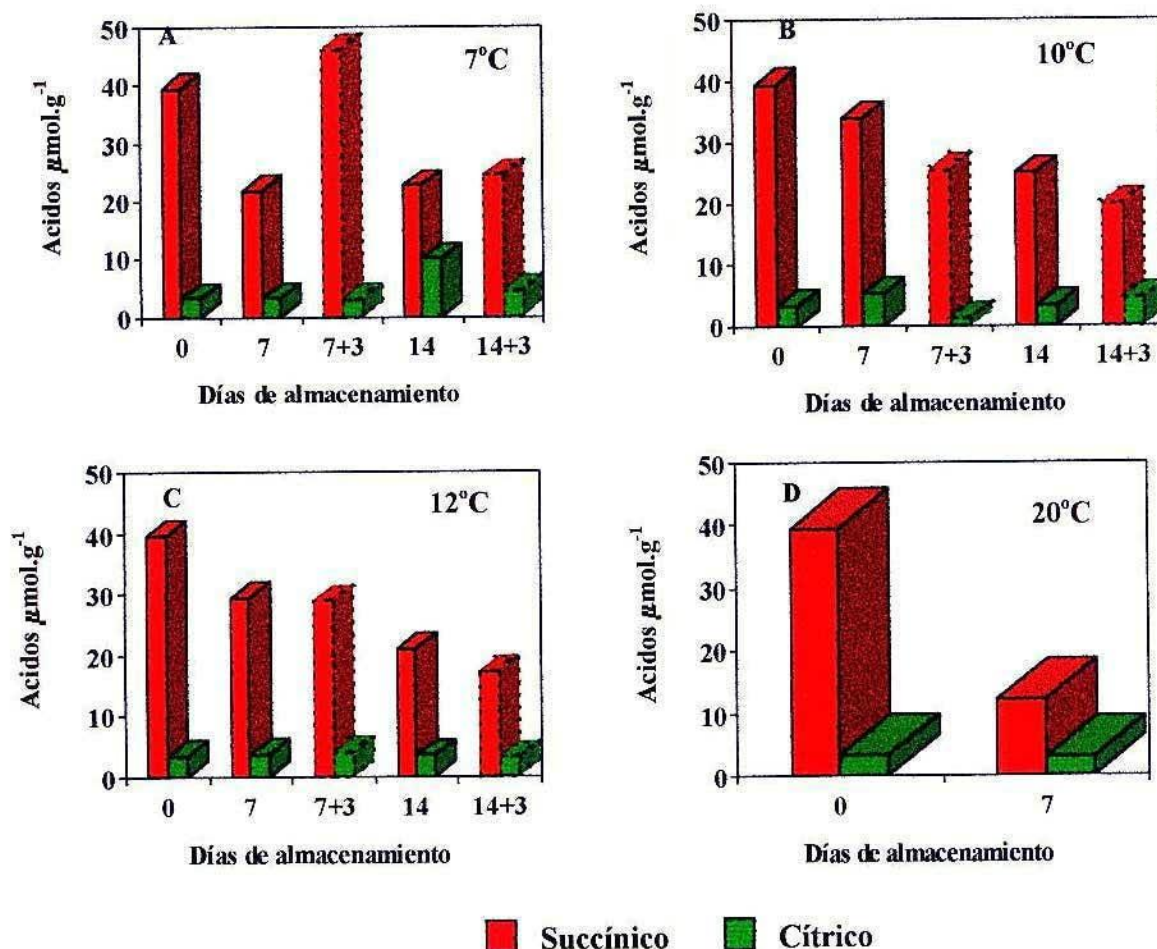 A
7°C
Acidos µmol.g⁻¹
50
40
30
20
10
0
0 7 7+3 14 14+3
Días de almacenamiento
B
10°C
Acidos µmol.g⁻¹
50
40
30
20
10
0
0 7 7+3 14 14+3
Días de almacenamiento
C
12°C
Acidos µmol.g⁻¹
50
40
30
20
10
0
0 7 7+3 14 14+3
Días de almacenamiento
D
20°C
Acidos µmol.g⁻¹
50
40
30
20
10
0
0 7
Días de almacenamiento
Succínico Cítrico